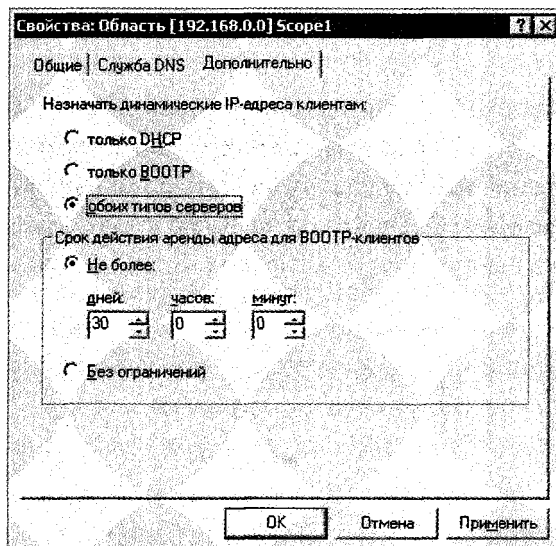 Свойства: Область [192.168.0.0] Scope1
Общие Служба DNS Дополнительно
Назначать динамические IP-адреса клиентам:
только DHCP
только BOOTP
обоих типов серверов
Срок действия аренды адреса для BOOTP-клиентов
Не более:
дней: часов: минут:
30 0 0
Без ограничений
OK Отмена Применить